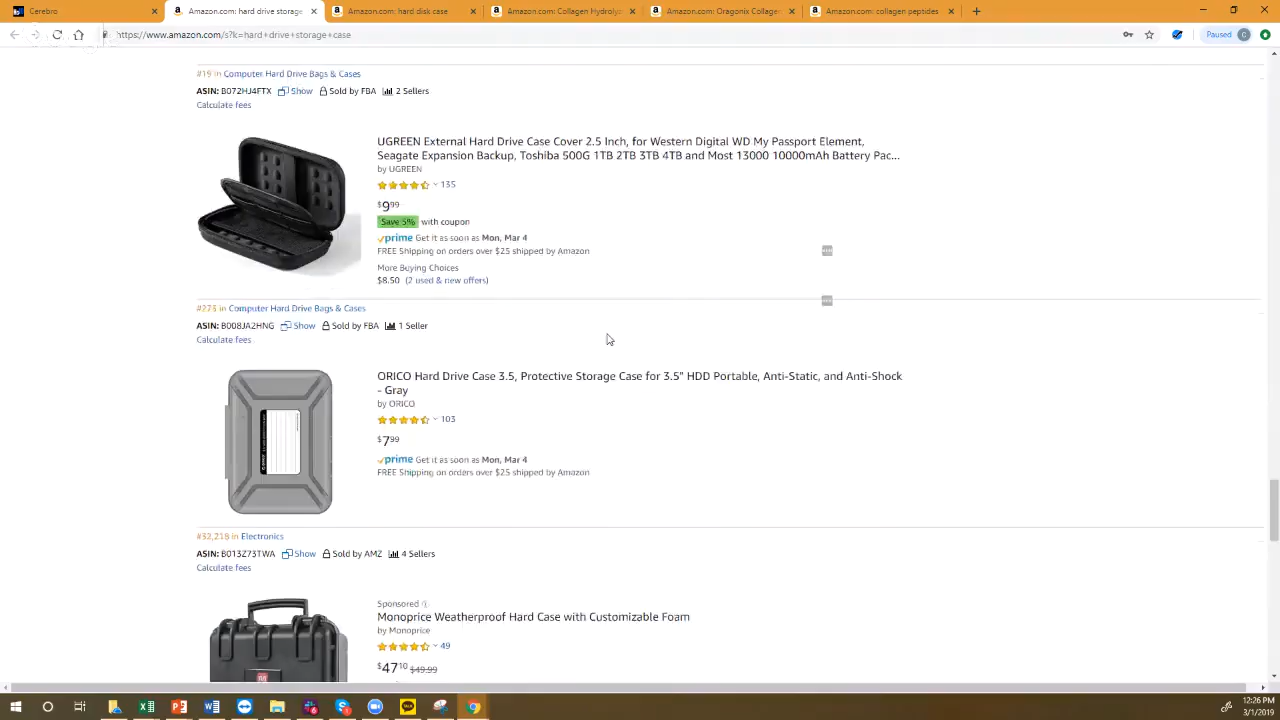 Cerebro
Amazon.com: hard drive storage
Amazon.com: hard disk case
Amazon.com: Collagen Hydrolyz
Amazon.com: Oragonix Collagen
Amazon.com: collagen peptides
https://www.amazon.com/s?k=hard+drive+storage+case
Paused
C
#19 in Computer Hard Drive Bags & Cases
ASIN: B072HJ4FTX Show Sold by FBA 2 Sellers
Calculate fees
UGREEN External Hard Drive Case Cover 2.5 Inch, for Western Digital WD My Passport Element,
Seagate Expansion Backup, Toshiba 500G 1TB 2TB 3TB 4TB and Most 13000 10000mAh Battery Pac...
by UGREEN
135
$9.99
Save 5% with coupon
prime Get it as soon as Mon, Mar 4
FREE Shipping on orders over $25 shipped by Amazon
More Buying Choices
$8.50 (2 used & new offers)
#275 in Computer Hard Drive Bags & Cases
ASIN: B008JA2HNG Show Sold by FBA 1 Seller
Calculate fees
ORICO Hard Drive Case 3.5, Protective Storage Case for 3.5" HDD Portable, Anti-Static, and Anti-Shock
- Gray
by ORICO
103
$7.99
prime Get it as soon as Mon, Mar 4
FREE Shipping on orders over $25 shipped by Amazon
#32,218 in Electronics
ASIN: B013Z73TWA Show Sold by AMZ 4 Sellers
Calculate fees
Sponsored
Monoprice Weatherproof Hard Case with Customizable Foam
by Monoprice
49
$47.10 $49.99
12:26 PM
3/1/2019